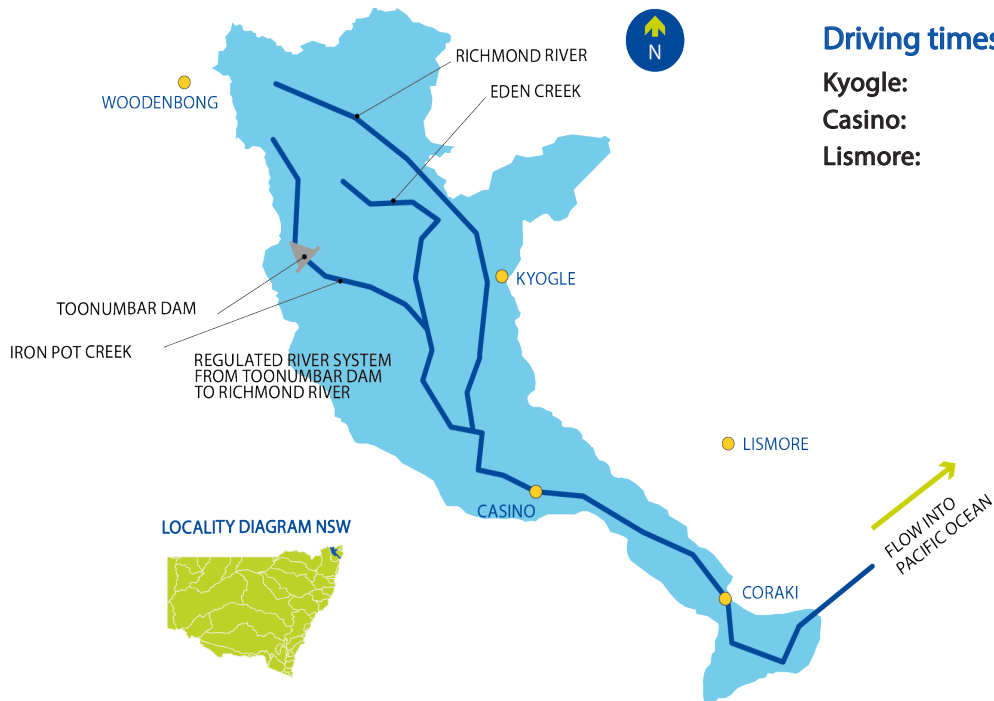 Driving times
Kyogle:
Casino:
Lismore:
N
RICHMOND RIVER
EDEN CREEK
WOODENBONG
KYOGLE
TOONUMBAR DAM
IRON POT CREEK
REGULATED RIVER SYSTEM
FROM TOONUMBAR DAM
TO RICHMOND RIVER
LISMORE
CASINO
FLOW INTO
PACIFIC OCEAN
LOCALITY DIAGRAM NSW
CORAKI